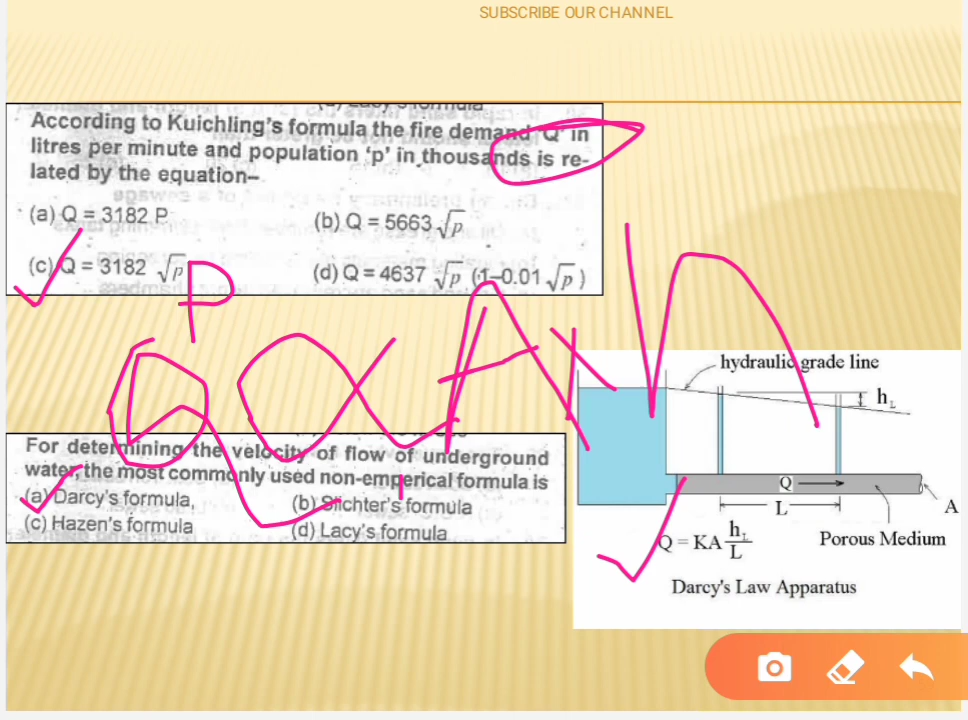 SUBSCRIBE OUR CHANNEL
According to Kuichling's formula the fire demand 'Q' in
litres per minute and population 'p' in thousands is re-
lated by the equation–
(a) Q = 3182 P
(b) Q = 5663 √p
(c) Q = 3182 √p
(d) Q = 4637 √p (1–0.01 √p )
P
For determining the velocity of flow of underground
water, the most commonly used non-emperical formula is
(a) Darcy's formula,
(b) Slichter's formula
(c) Hazen's formula
(d) Lacy's formula
hydraulic grade line
h_L
Q
L
A
Q = KA h_L/L
Porous Medium
Darcy's Law Apparatus